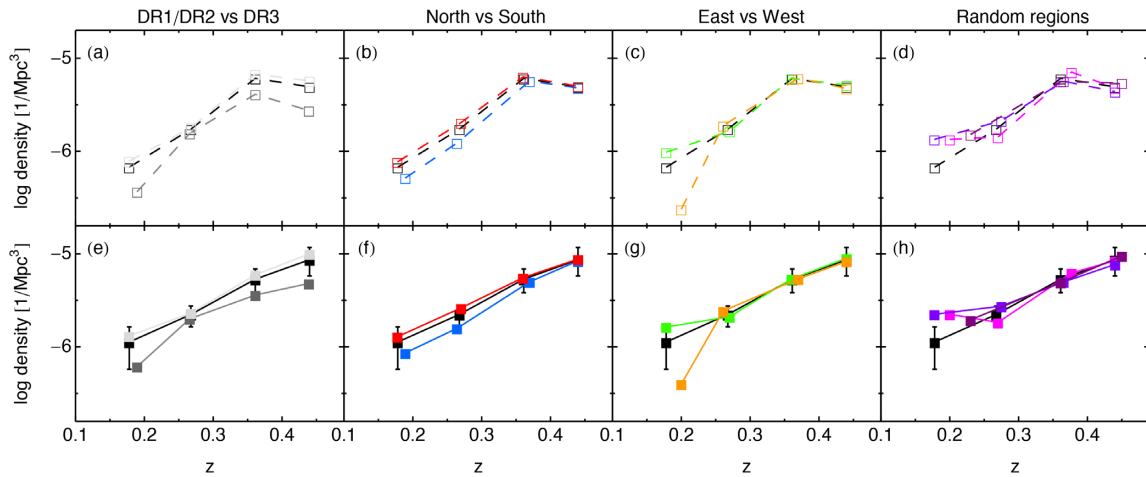 DR1/DR2 vs DR3 North vs South East vs West Random regions
(a) (b) (c) (d)
−5
−6
log density [1/Mpc³]
(e) (f) (g) (h)
−5
−6
log density [1/Mpc³]
0.1 0.2 0.3 0.4 0.1 0.2 0.3 0.4 0.1 0.2 0.3 0.4 0.1 0.2 0.3 0.4
z z z z